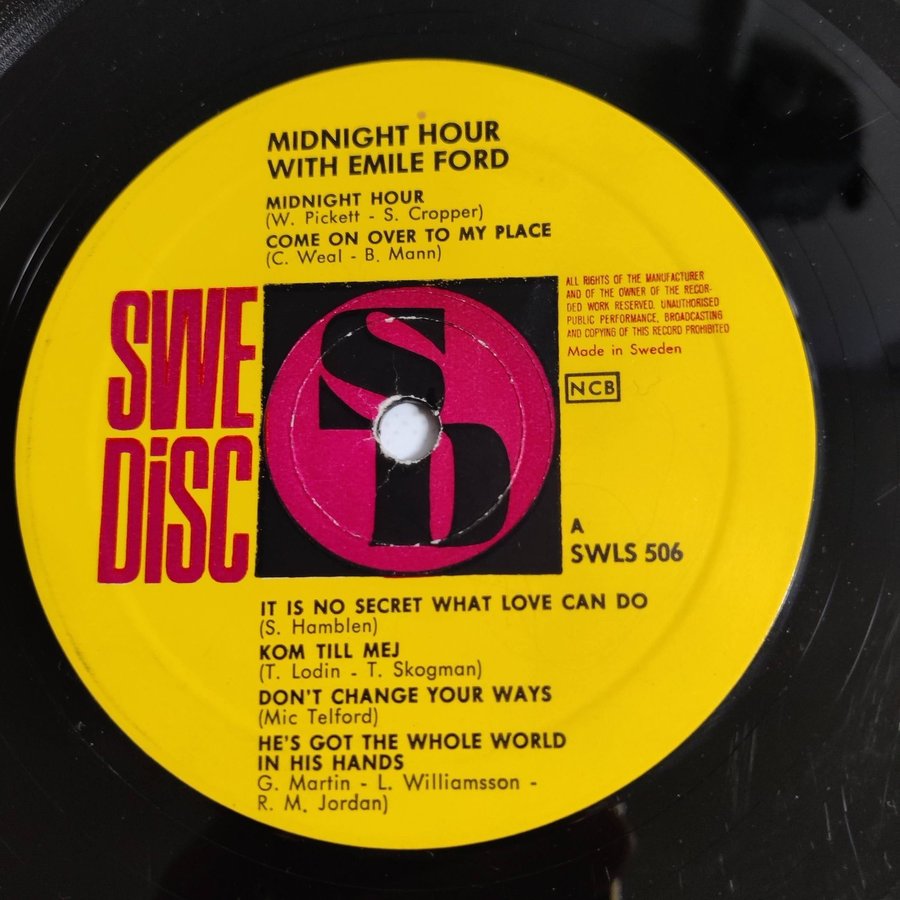 MIDNIGHT HOUR
WITH EMILE FORD
MIDNIGHT HOUR
(W. Pickett - S. Cropper)
COME ON OVER TO MY PLACE
(C. Weal - B. Mann)
SWE
DiSC
SD
ALL RIGHTS OF THE MANUFACTURER
AND OF THE OWNER OF THE RECOR-
DED WORK RESERVED. UNAUTHORISED
PUBLIC PERFORMANCE, BROADCASTING
AND COPYING OF THIS RECORD PROHIBITED
Made in Sweden
NCB
A
SWLS 506
IT IS NO SECRET WHAT LOVE CAN DO
(S. Hamblen)
KOM TILL MEJ
(T. Lodin - T. Skogman)
DON'T CHANGE YOUR WAYS
(Mic Telford)
HE'S GOT THE WHOLE WORLD
IN HIS HANDS
G. Martin - L. Williamsson -
R. M. Jordan)